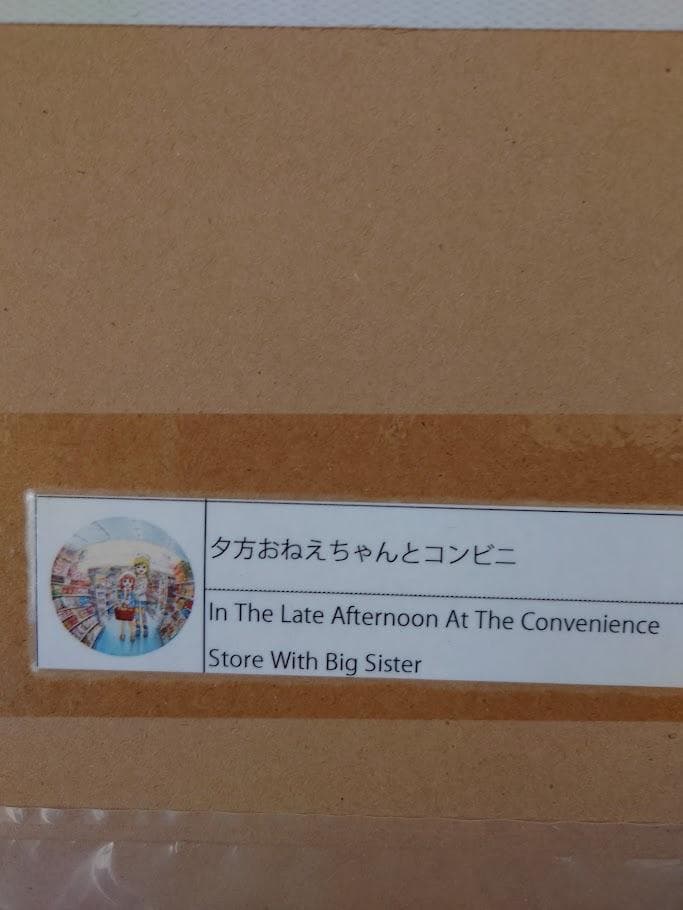 夕方おねえちゃんとコンビニ
In The Late Afternoon At The Convenience
Store With Big Sister